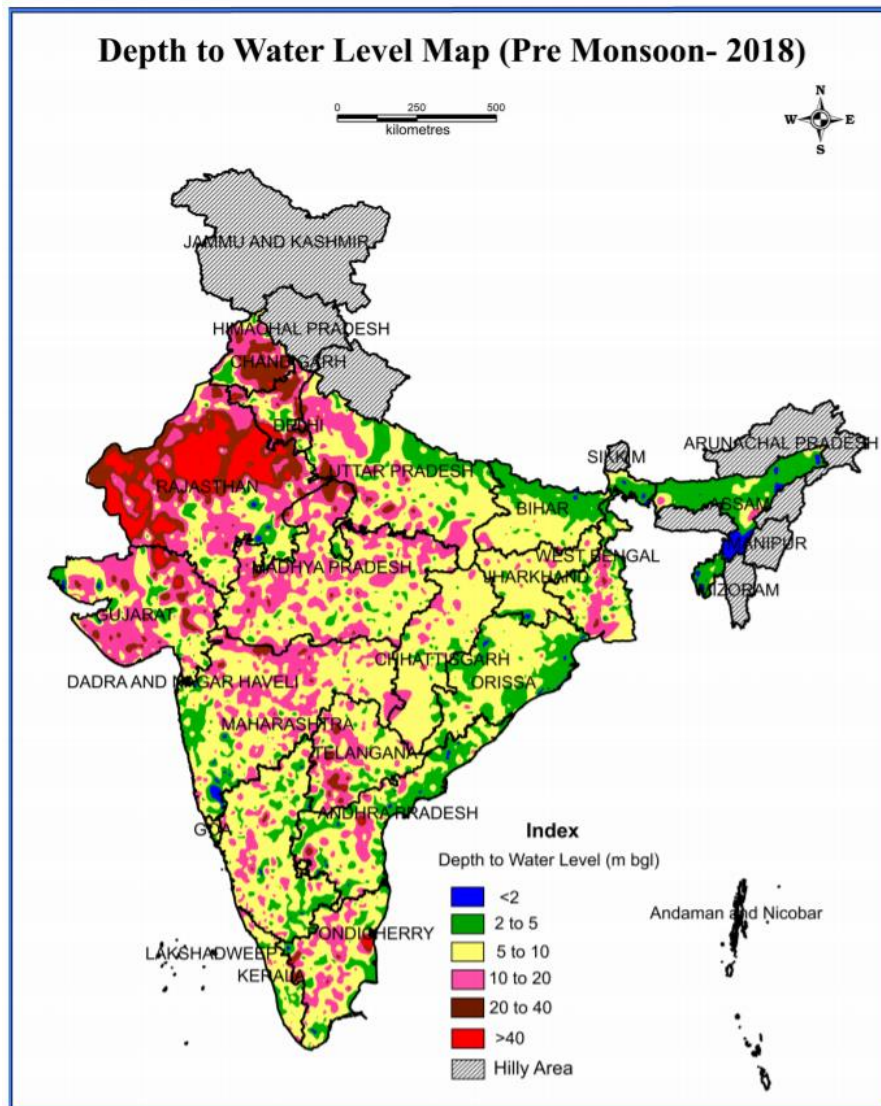 Depth to Water Level Map (Pre Monsoon- 2018)
0 250 500
kilometres
N
W E
S
JAMMU AND KASHMIR
HIMACHAL PRADESH
CHANDIGARH
DELHI
SIKKIM
ARUNACHAL PRADESH
UTTAR PRADESH
RAJASTHAN
BIHAR
ASSAM
MANIPUR
WEST BENGAL
MADHYA PRADESH
JHARKHAND
MIZORAM
GUJARAT
CHHATTISGARH
DADRA AND NAGAR HAVELI
ORISSA
MAHARASHTRA
TELANGANA
ANDHRA PRADESH
GOA
Index
Depth to Water Level (m bgl)
<2
2 to 5
5 to 10
10 to 20
20 to 40
>40
Hilly Area
Andaman and Nicobar
PONDICHERRY
LAKSHADWEEP
KERALA